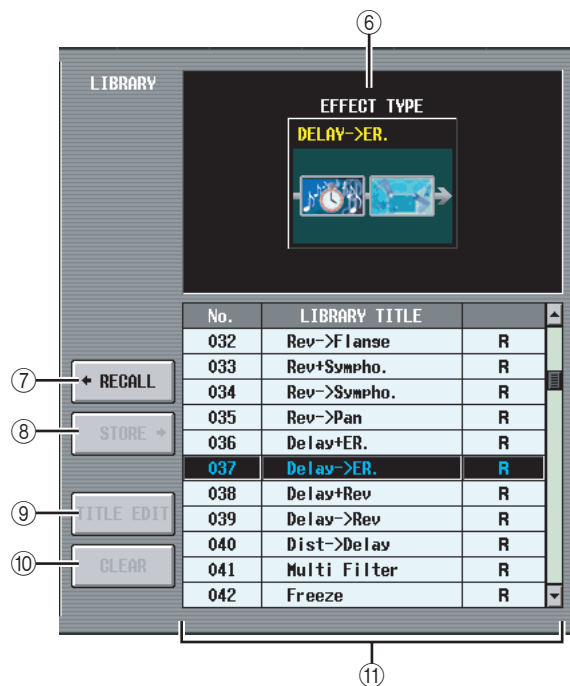 ⑥
LIBRARY
EFFECT TYPE
DELAY->ER.
No. LIBRARY TITLE
032 Rev->Flange R
033 Rev+Sympho. R
034 Rev->Sympho. R
035 Rev->Pan R
036 Delay+ER. R
037 Delay->ER. R
038 Delay+Rev R
039 Delay->Rev R
040 Dist->Delay R
041 Multi Filter R
042 Freeze R
⑦ RECALL
⑧ STORE
⑨ TITLE EDIT
⑩ CLEAR
⑪